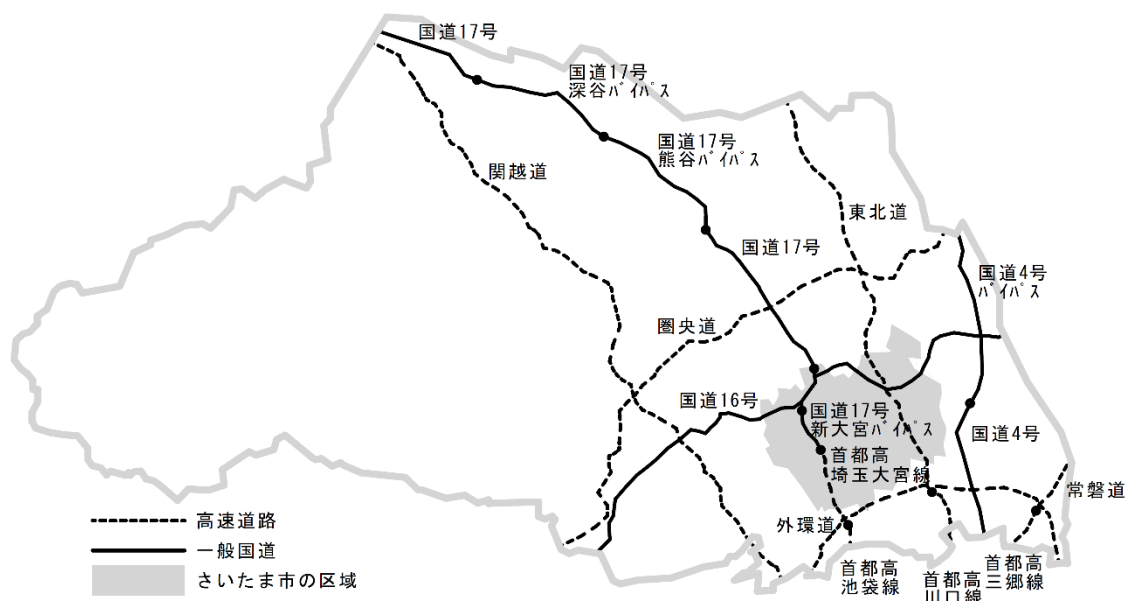 国道17号
国道17号
深谷ﾊﾞｲﾊﾟｽ
国道17号
熊谷ﾊﾞｲﾊﾟｽ
関越道
東北道
国道17号
国道4号
ﾊﾞｲﾊﾟｽ
圏央道
国道16号
国道17号
新大宮ﾊﾞｲﾊﾟｽ
国道4号
首都高
埼玉大宮線
常磐道
外環道
首都高
池袋線
首都高
川口線
首都高
三郷線
高速道路
一般国道
さいたま市の区域